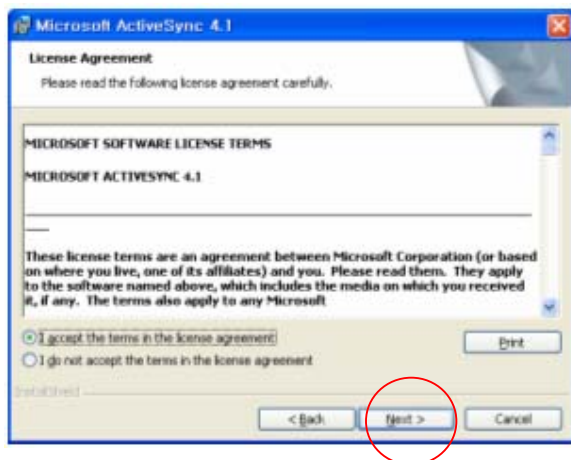 Microsoft ActiveSync 4.1
License Agreement
Please read the following license agreement carefully.
MICROSOFT SOFTWARE LICENSE TERMS
MICROSOFT ACTIVESYNC 4.1
These license terms are an agreement between Microsoft Corporation (or based
on where you live, one of its affiliates) and you.  Please read them.  They apply
to the software named above, which includes the media on which you received
it, if any.  The terms also apply to any Microsoft
I accept the terms in the license agreement
Print
I do not accept the terms in the license agreement
InstallShield
< Back
Next >
Cancel